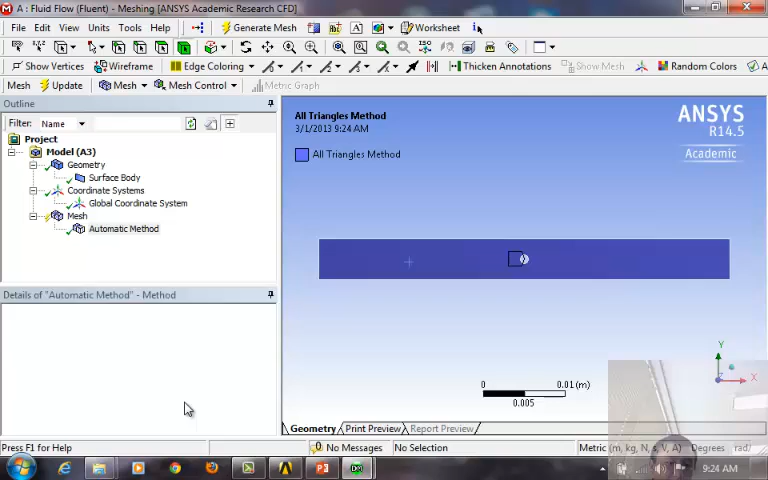 A : Fluid Flow (Fluent) - Meshing [ANSYS Academic Research CFD]
File Edit View Units Tools Help Generate Mesh Worksheet
Show Vertices Wireframe Edge Coloring Thicken Annotations Show Mesh Random Colors
Mesh Update Mesh Mesh Control Metric Graph
Outline
Filter: Name
Project
Model (A3)
Geometry
Surface Body
Coordinate Systems
Global Coordinate System
Mesh
Automatic Method
Details of "Automatic Method" - Method
All Triangles Method
3/1/2013 9:24 AM
All Triangles Method
ANSYS
R14.5
Academic
0 0.01 (m)
0.005
Y
X
Z
Geometry Print Preview Report Preview
Press F1 for Help No Messages No Selection Metric (m, kg, N, s, V, A) Degrees rad/
9:24 AM